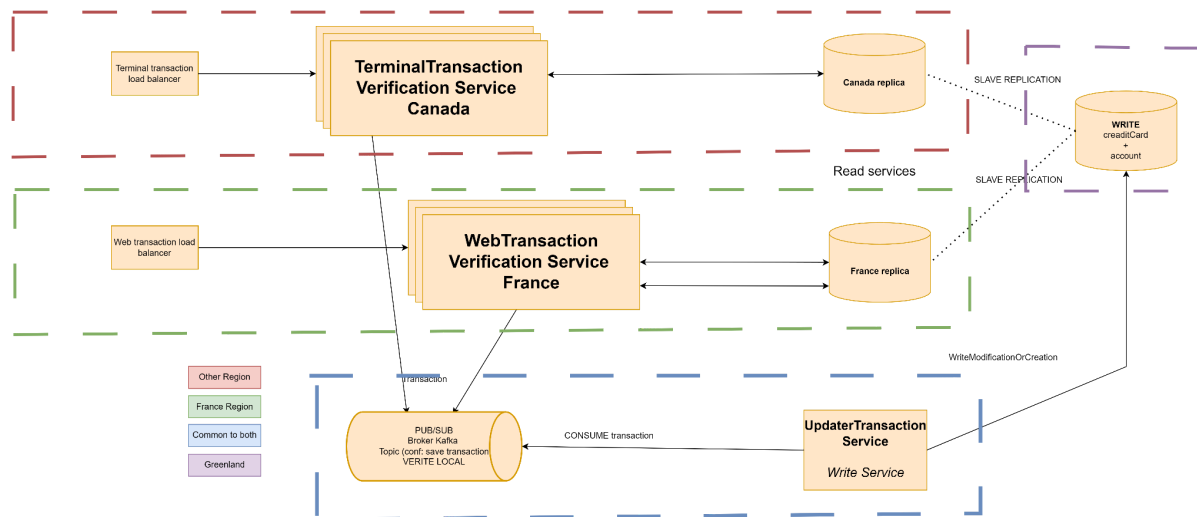 Terminal transaction
load balancer
TerminalTransaction
Verification Service
Canada
Canada replica
SLAVE REPLICATION
WRITE
creaditCard
+
account
Read services
SLAVE REPLICATION
Web transaction load
balancer
WebTransaction
Verification Service
France
France replica
WriteModificationOrCreation
Other Region
France Region
Common to both
Greenland
Transaction
PUB/SUB
Broker Kafka
Topic (conf: save transaction
VERITE LOCAL
CONSUME transaction
UpdaterTransaction
Service
Write Service